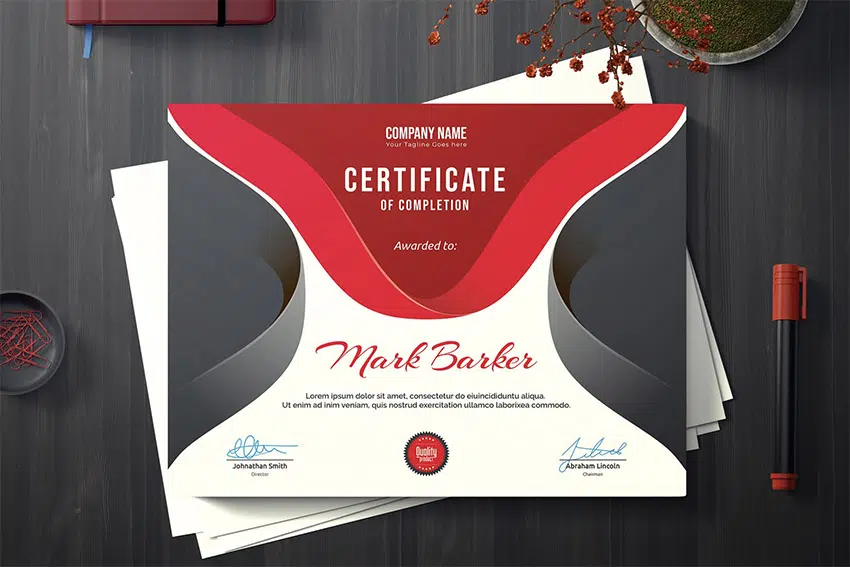 COMPANY NAME
Your Tagline Goes here
CERTIFICATE
OF COMPLETION
Awarded to:
Mark Barker
Lorem ipsum dolor sit amet, consectetur do eiuincididuntu aliqua.
Ut enim ad inim veniam, quis nostrud exercitation ullamco laborixea commodo.
Johnathan Smith
Director
Quality
product
Abraham Lincoln
Chairman